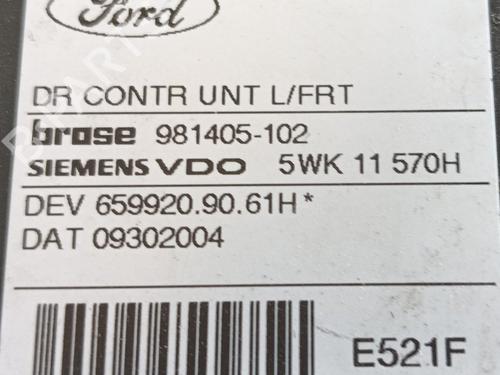 Ford
DR CONTR UNT L/FRT
brose 981405-102
SIEMENS VDO 5WK 11 570H
DEV 659920.90.61H*
DAT 09302004
E521F